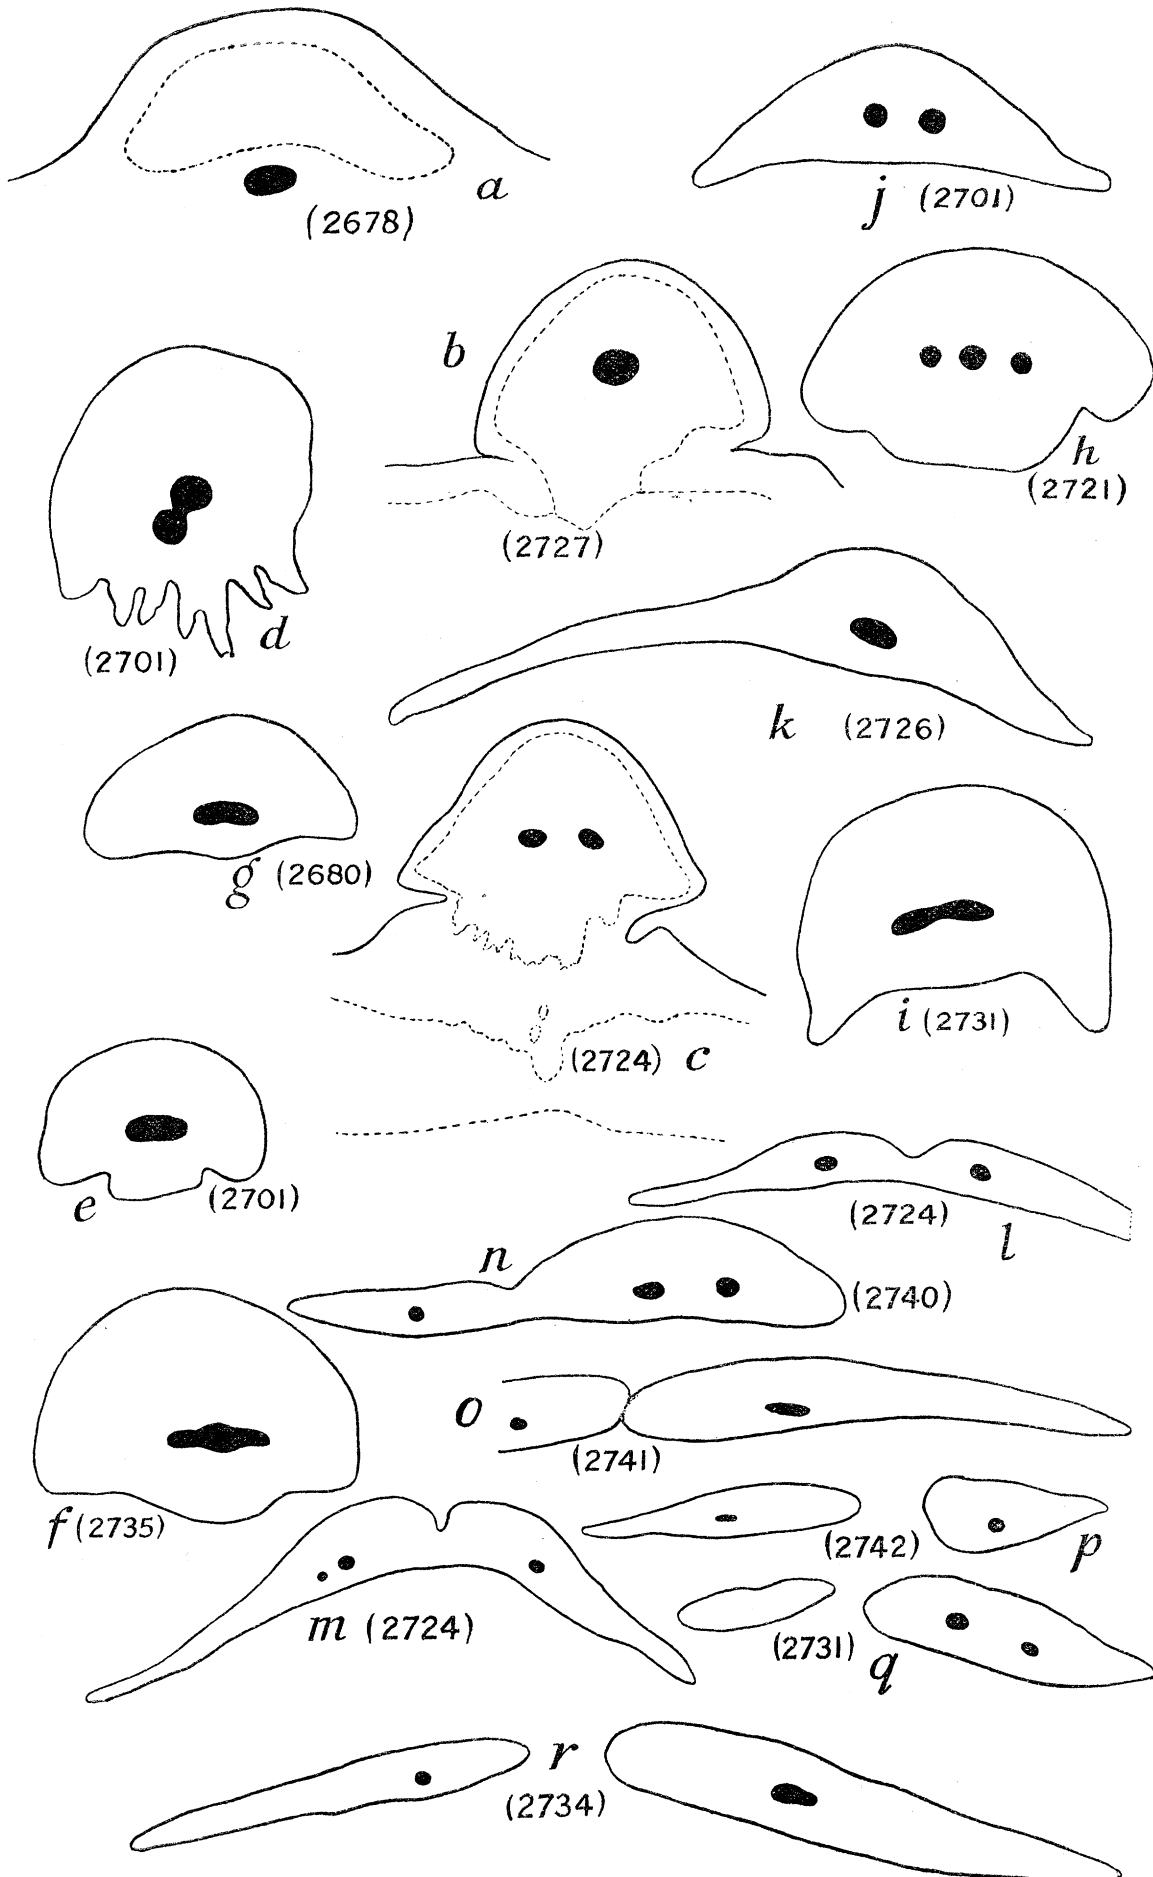 a
(2678)
j (2701)
b
(2727)
h
(2721)
d
(2701)
k (2726)
g (2680)
i (2731)
(2724) c
e (2701)
(2724) l
n
(2740)
o
(2741)
f (2735)
(2742) p
m (2724)
(2731) q
r
(2734)